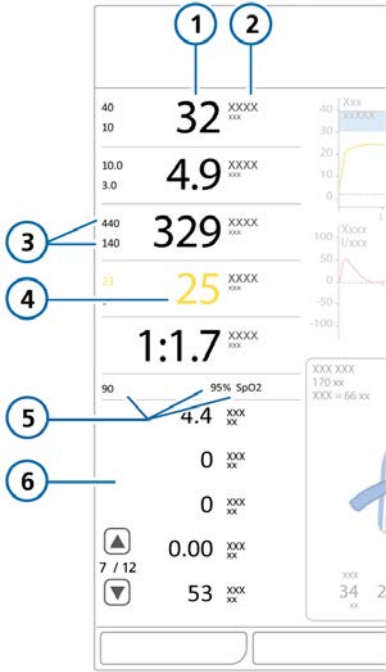 1 2
40 32 XXXX
10 xxx
10.0 4.9 XXXX
3.0 xxx
3
440 329 XXXX
140 xxx
4
23 25 XXXX
- xxx
1:1.7 XXXX
xxx
5
90 95% SpO2
4.4 XXX
xx
6
0 XXX
xx
0 XXX
xx
0.00 XXX
xx
7 / 12
53 XXX
xx
40 Xxx
xxXXX
30
20
10
0
100 Xxxx
l/xxx
50
0
-50
-100
XXX XXX
170 xx
XXX = 66 xx
XXX
34 2
xx